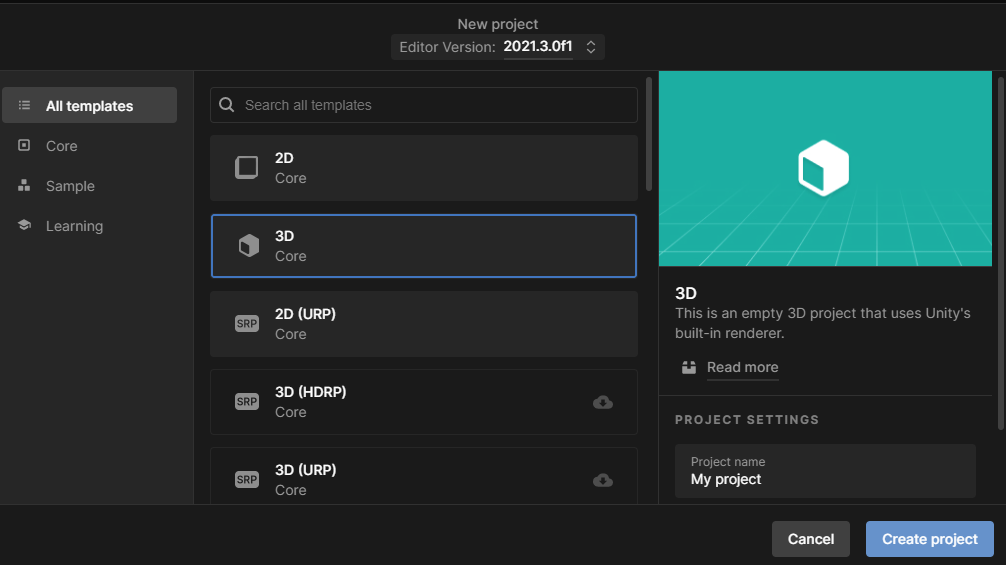 New project
Editor Version: 2021.3.0f1
All templates
Core
Sample
Learning
Search all templates
2D
Core
3D
Core
SRP
2D (URP)
Core
SRP
3D (HDRP)
Core
SRP
3D (URP)
Core
3D
This is an empty 3D project that uses Unity's
built-in renderer.
Read more
PROJECT SETTINGS
Project name
My project
Cancel
Create project